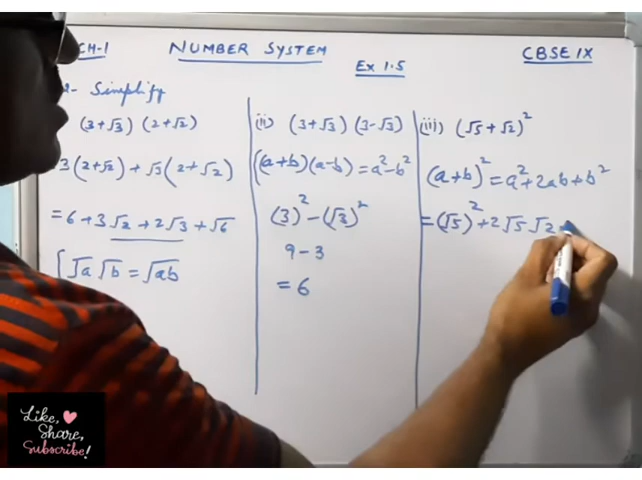 CH-1 NUMBER SYSTEM CBSE IX
Ex 1.5
Simplify
(3+√3) (2+√2)
3(2+√2) + √3(2+√2)
= 6+3√2+2√3+√6
[√a √b = √ab
(ii) (3+√3) (3-√3)
(a+b)(a-b) = a²-b²
(3)² - (√3)²
9-3
= 6
(iii) (√5+√2)²
(a+b)² = a²+2ab+b²
= (√5)² + 2√5 √2
Like,
Share,
Subscribe!